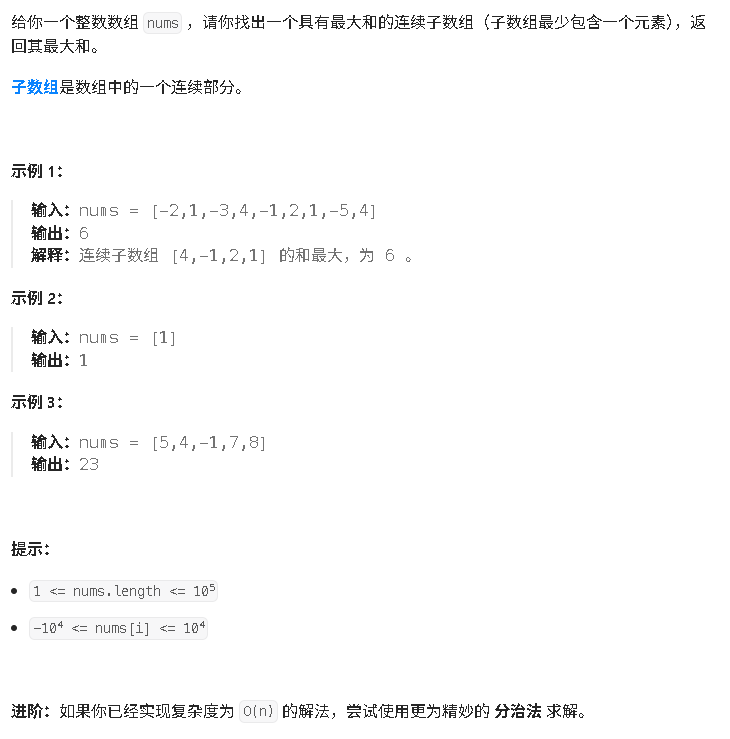 给你一个整数数组 nums ，请你找出一个具有最大和的连续子数组（子数组最少包含一个元素），返
回其最大和。
子数组是数组中的一个连续部分。
示例 1：
输入：nums = [-2,1,-3,4,-1,2,1,-5,4]
输出：6
解释：连续子数组 [4,-1,2,1] 的和最大，为 6 。
示例 2：
输入：nums = [1]
输出：1
示例 3：
输入：nums = [5,4,-1,7,8]
输出：23
提示：
• 1 <= nums.length <= 10⁵
• -10⁴ <= nums[i] <= 10⁴
进阶：如果你已经实现复杂度为 O(n) 的解法，尝试使用更为精妙的 分治法 求解。